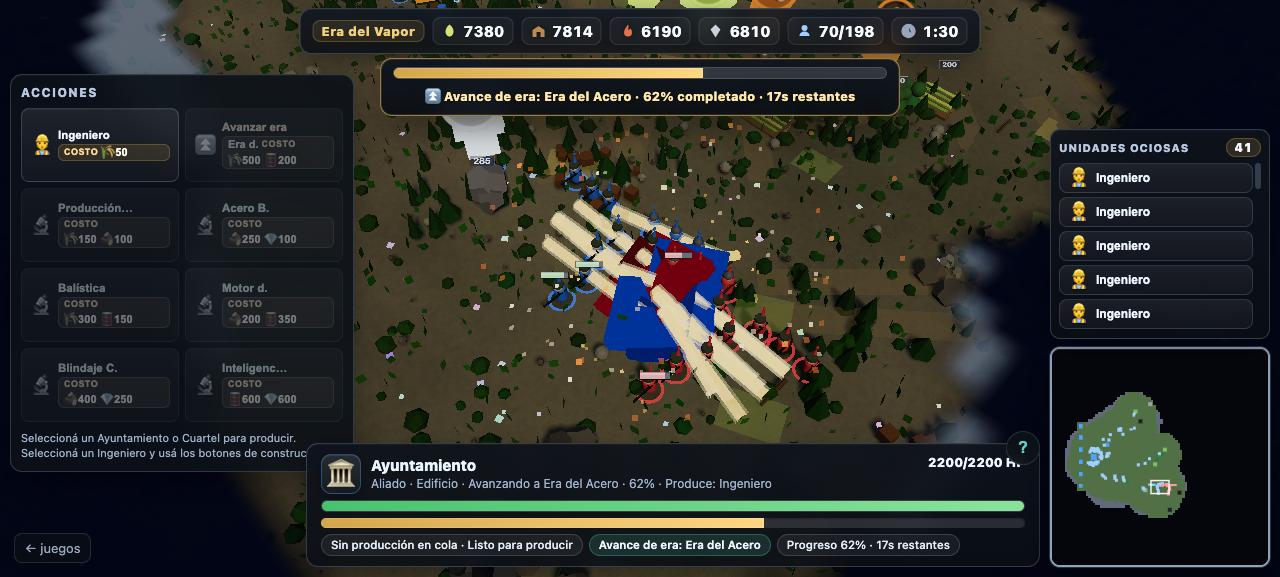 Era del Vapor
7380
7814
6190
6810
70/198
1:30
200
Avance de era: Era del Acero · 62% completado · 17s restantes
ACCIONES
Ingeniero
COSTO 50
Avanzar era
Era d. COSTO
500 200
Producción...
COSTO
150 100
Acero B.
COSTO
250 100
Balística
COSTO
300 150
Motor d.
COSTO
200 350
Blindaje C.
COSTO
400 250
Inteligenc...
COSTO
600 600
Seleccioná un Ayuntamiento o Cuartel para producir.
Seleccioná un Ingeniero y usá los botones de construc
286
UNIDADES OCIOSAS 41
Ingeniero
Ingeniero
Ingeniero
Ingeniero
Ingeniero
?
Ayuntamiento
2200/2200 HP
Aliado · Edificio · Avanzando a Era del Acero · 62% · Produce: Ingeniero
Sin producción en cola · Listo para producir
Avance de era: Era del Acero
Progreso 62% · 17s restantes
← juegos